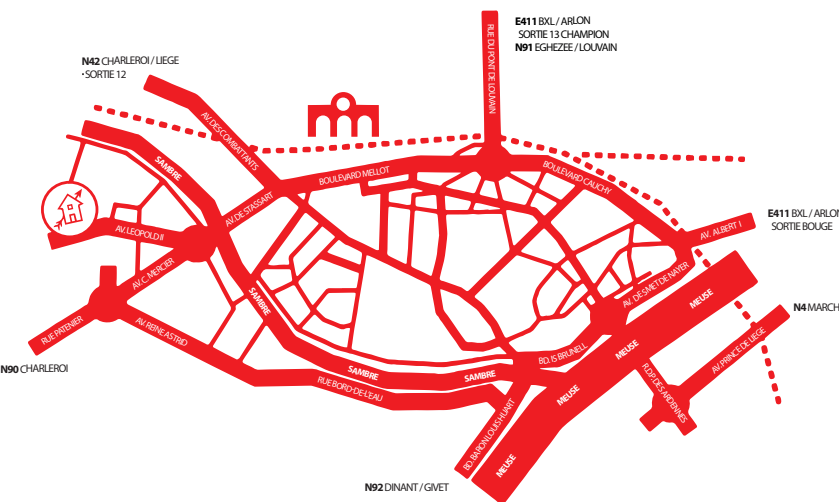 E411 BXL / ARLON
SORTIE 13 CHAMPION
N91 EGHEZEE / LOUVAIN
RUE DU PONT DE LOUVAIN
N42 CHARLEROI / LIEGE
•SORTIE 12
AV. DES COMBATTANTS
SAMBRE
BOULEVARD MELLOT
BOULEVARD CAUCHY
AV. DE STASSART
E411 BXL / ARLON
SORTIE BOUGE
AV. ALBERT I
AV. LEOPOLD II
AV. C. MERCIER
SAMBRE
AV. DE SMET DE NAYER
MEUSE
N4 MARCH
RUE PATENIER
AV. REINE ASTRID
BD. IS BRUNELL
MEUSE
AV. PRINCE DE LIEGE
N90 CHARLEROI
SAMBRE
SAMBRE
R.D.P DES ARDENNES
RUE BORD-DE-L'EAU
MEUSE
BD. BARON LOUIS HUART
MEUSE
N92 DINANT / GIVET